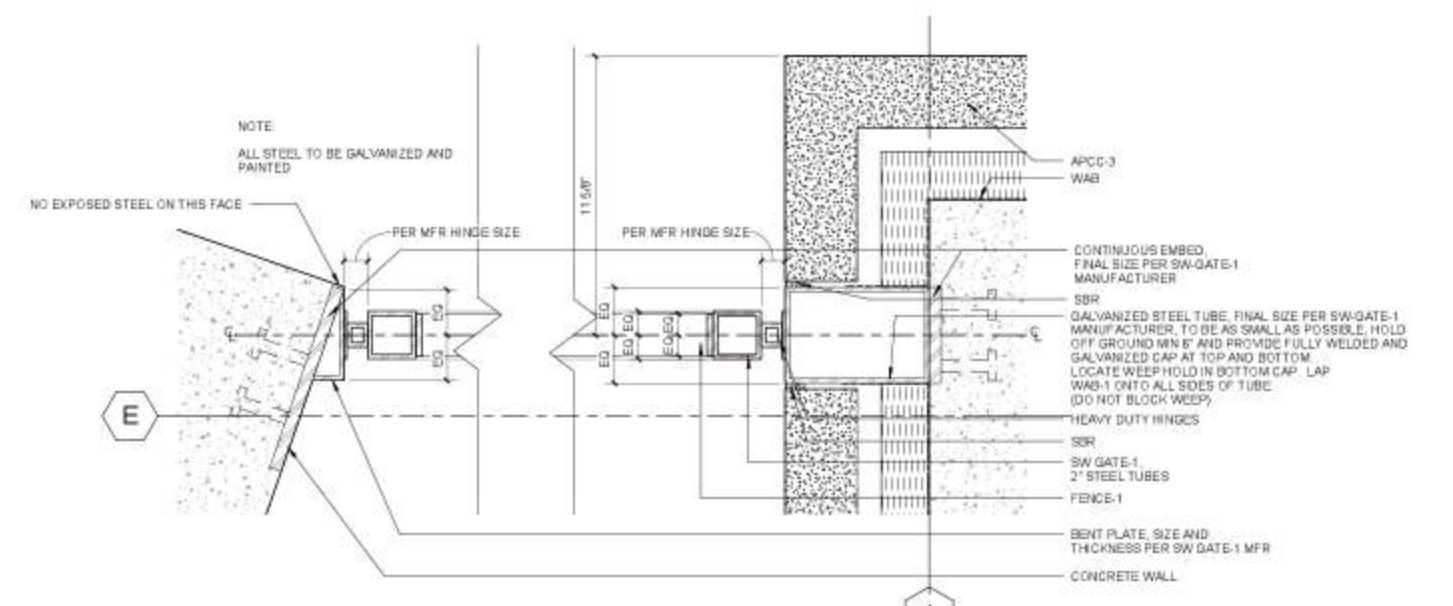 NOTE:
ALL STEEL TO BE GALVANIZED AND
PAINTED
NO EXPOSED STEEL ON THIS FACE
PER MFR HINGE SIZE
PER MFR HINGE SIZE
11 5/8"
EQ
EQ
EQ
EQ
EQ
EQ
EQ
EQ
E
APCC-3
WAB
CONTINUOUS EMBED,
FINAL SIZE PER SW-GATE-1
MANUFACTURER
SBR
GALVANIZED STEEL TUBE, FINAL SIZE PER SW-GATE-1
MANUFACTURER, TO BE AS SMALL AS POSSIBLE, HOLD
OFF GROUND MIN 6" AND PROVIDE FULLY WELDED AND
GALVANIZED CAP AT TOP AND BOTTOM.
LOCATE WEEP HOLD IN BOTTOM CAP. LAP
WAB-1 ONTO ALL SIDES OF TUBE
(DO NOT BLOCK WEEP)
HEAVY DUTY HINGES
SBR
SW GATE-1,
2" STEEL TUBES
FENCE-1
BENT PLATE, SIZE AND
THICKNESS PER SW GATE-1 MFR
CONCRETE WALL